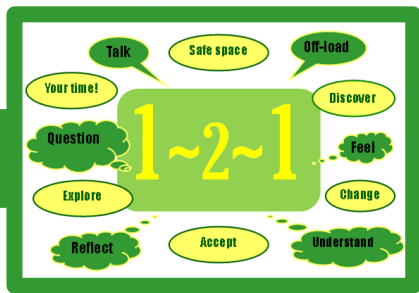 Talk
Safe space
Off-load
Your time!
Discover
Question
1~2~1
Feel
Explore
Change
Reflect
Accept
Understand